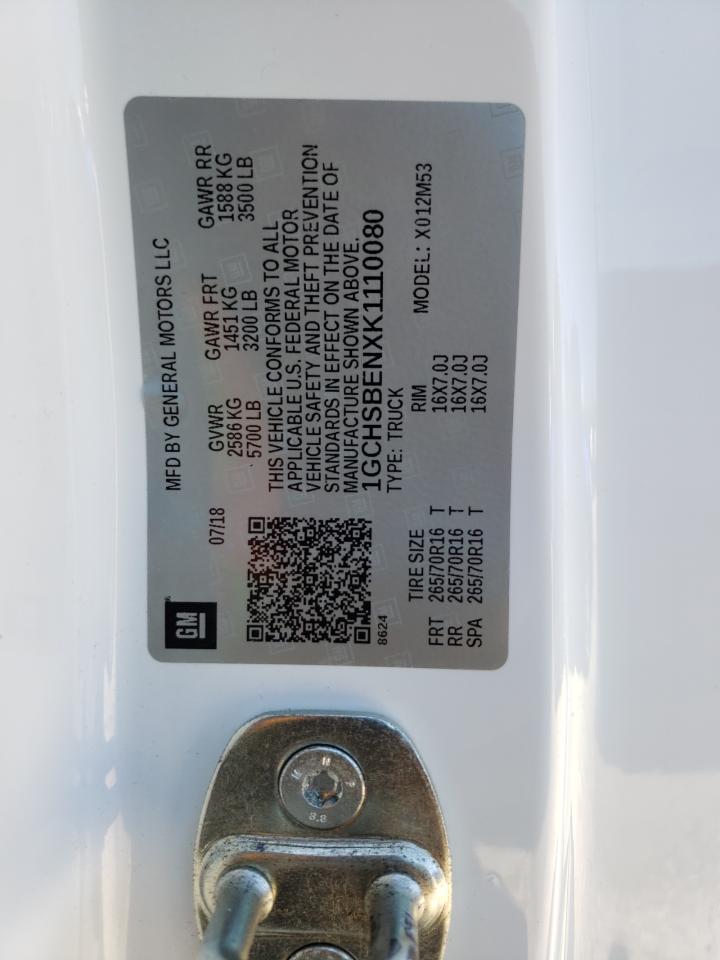 GM
®
07/18
MFD BY GENERAL MOTORS LLC
GVWR GAWR FRT GAWR RR
2586 KG 1451 KG 1588 KG
5700 LB 3200 LB 3500 LB
THIS VEHICLE CONFORMS TO ALL
APPLICABLE U.S. FEDERAL MOTOR
VEHICLE SAFETY AND THEFT PREVENTION
STANDARDS IN EFFECT ON THE DATE OF
MANUFACTURE SHOWN ABOVE.
1GCHSBENXK1110080
8624
TYPE: TRUCK
MODEL: X012M53
TIRE SIZE RIM
FRT 265/70R16 T 16X7.0J
RR 265/70R16 T 16X7.0J
SPA 265/70R16 T 16X7.0J
8.8